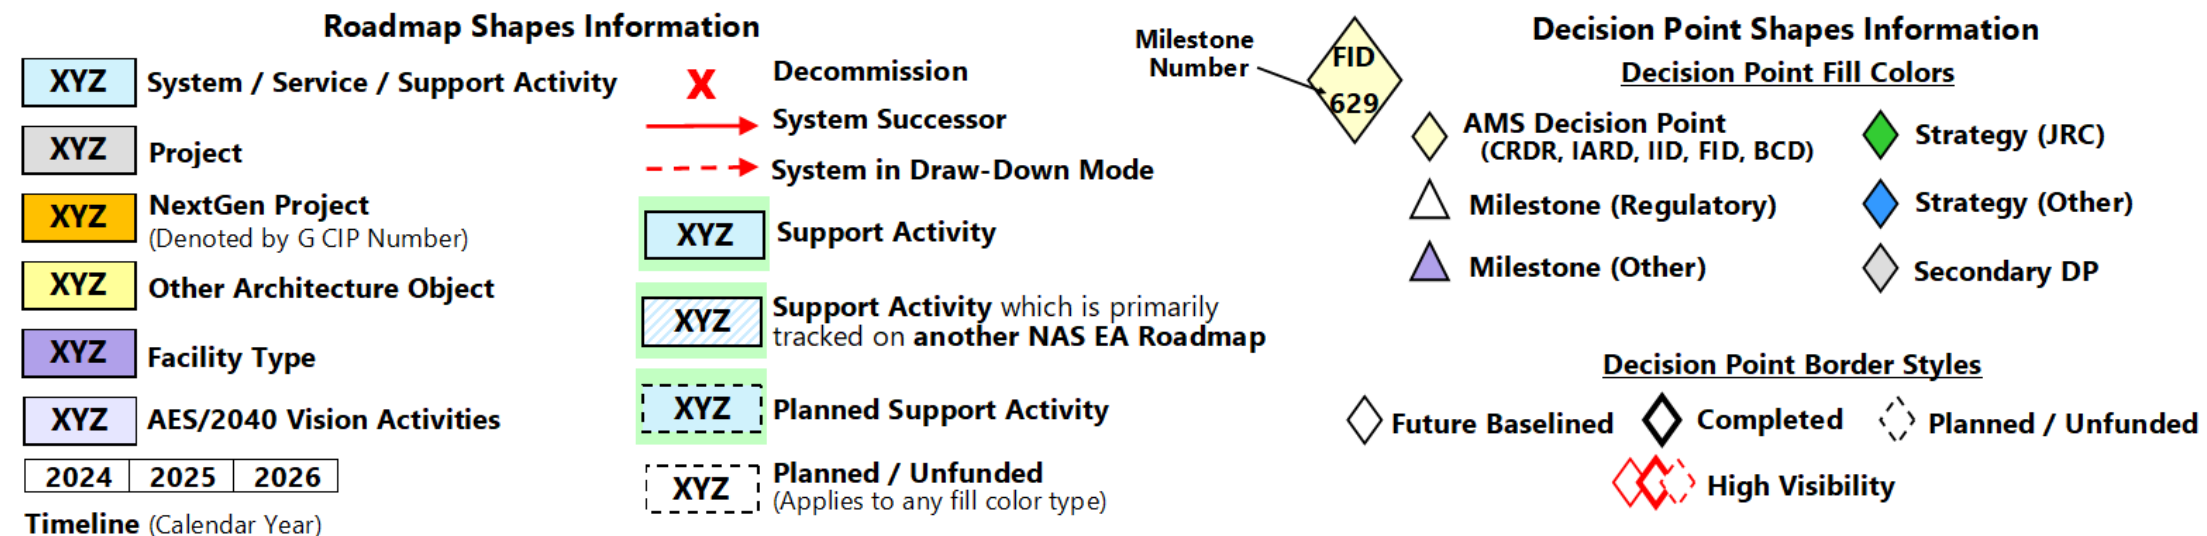 Roadmap Shapes Information
XYZ System / Service / Support Activity
XYZ Project
XYZ NextGen Project
(Denoted by G CIP Number)
XYZ Other Architecture Object
XYZ Facility Type
XYZ AES/2040 Vision Activities
2024 2025 2026
Timeline (Calendar Year)
X Decommission
System Successor
System in Draw-Down Mode
XYZ Support Activity
XYZ Support Activity which is primarily
tracked on another NAS EA Roadmap
XYZ Planned Support Activity
XYZ Planned / Unfunded
(Applies to any fill color type)
Milestone
Number
FID
629
Decision Point Shapes Information
Decision Point Fill Colors
AMS Decision Point
(CRDR, IARD, IID, FID, BCD)
Milestone (Regulatory)
Milestone (Other)
Strategy (JRC)
Strategy (Other)
Secondary DP
Decision Point Border Styles
Future Baselined
Completed
Planned / Unfunded
High Visibility